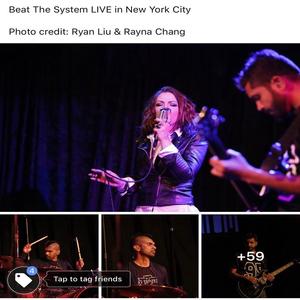 Beat The System LIVE in New York City
Photo credit: Ryan Liu & Rayna Chang
+59
4
Tap to tag friends